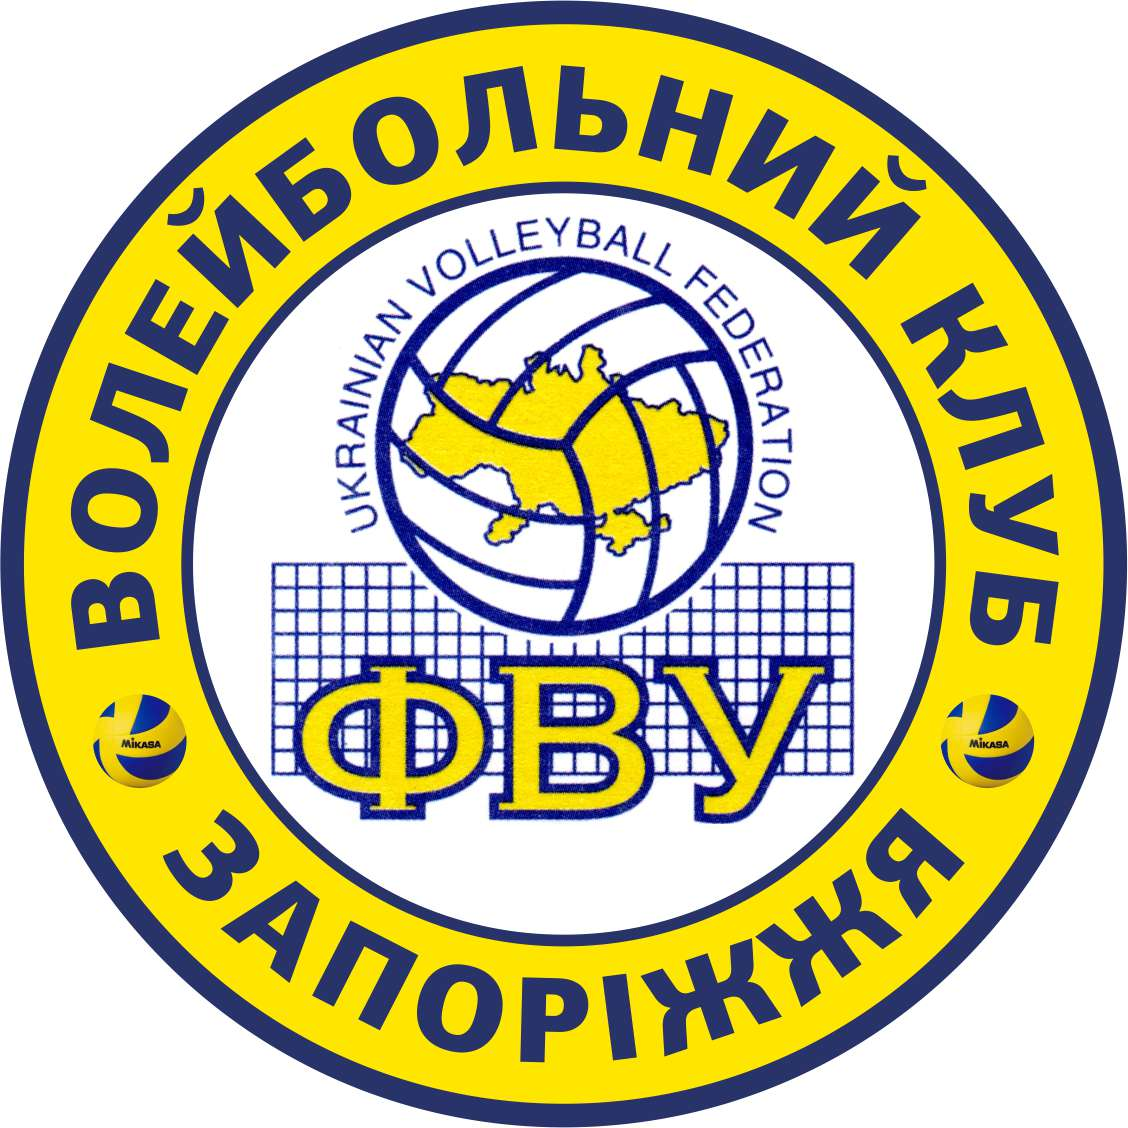 ВОЛЕЙБОЛЬНИЙ КЛУБ
UKRAINIAN VOLLEYBALL FEDERATION
ФВУ
MIKASA
MIKASA
ЗАПОРІЖЖЯ